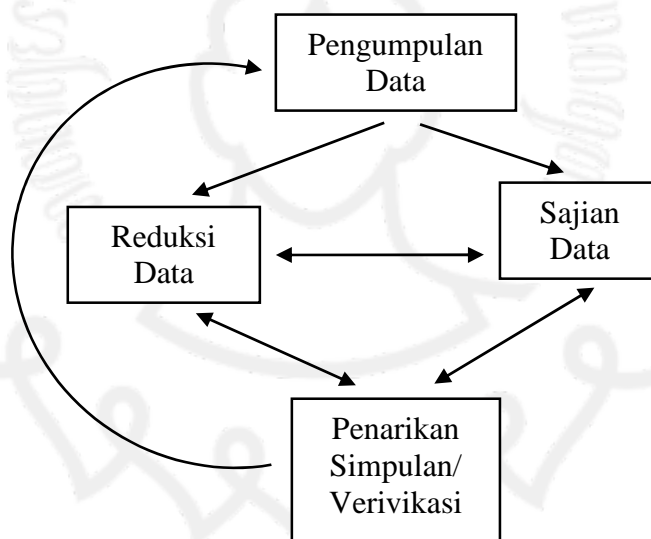 Pengumpulan
Data
Sajian
Data
Reduksi
Data
Penarikan
Simpulan/
Verivikasi